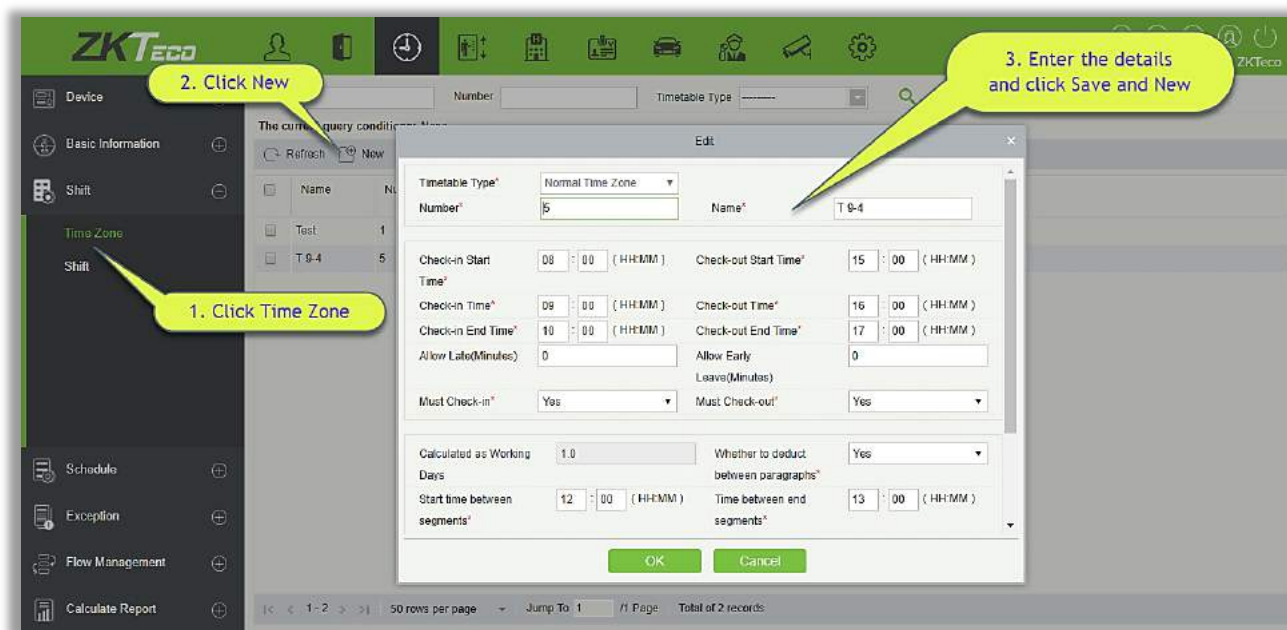 ZKTeco
ZKTeco
3. Enter the details
and click Save and New
2. Click New
Device
Number
Timetable Type ---------
The current query conditions: None
Basic Information
Refresh New
Shift
Name
Test 1
T 9-4 5
Time Zone
Shift
1. Click Time Zone
Edit
Timetable Type* Normal Time Zone
Number* 5 Name* T 9-4
Check-in Start 08 : 00 ( HH:MM ) Check-out Start Time* 15 : 00 ( HH:MM )
Time*
Check-in Time* 09 : 00 ( HH:MM ) Check-out Time* 16 : 00 ( HH:MM )
Check-in End Time* 10 : 00 ( HH:MM ) Check-out End Time* 17 : 00 ( HH:MM )
Allow Late(Minutes) 0 Allow Early 0
Leave(Minutes)
Must Check-in* Yes Must Check-out* Yes
Calculated as Working 1.0 Whether to deduct Yes
Days between paragraphs*
Start time between 12 : 00 ( HH:MM ) Time between end 13 : 00 ( HH:MM )
segments* segments*
OK Cancel
Schedule
Exception
Flow Management
Calculate Report
|< < 1-2 > >| 50 rows per page Jump To 1 /1 Page Total of 2 records